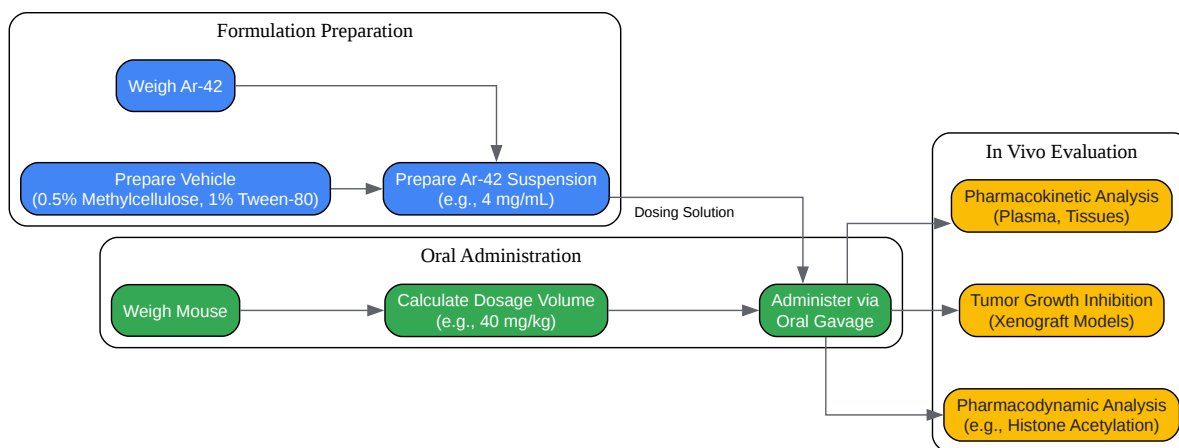 Formulation Preparation
Weigh Ar-42
Prepare Vehicle
(0.5% Methylcellulose, 1% Tween-80)
Prepare Ar-42 Suspension
(e.g., 4 mg/mL)
Dosing Solution
Oral Administration
Weigh Mouse
Calculate Dosage Volume
(e.g., 40 mg/kg)
Administer via
Oral Gavage
In Vivo Evaluation
Pharmacokinetic Analysis
(Plasma, Tissues)
Tumor Growth Inhibition
(Xenograft Models)
Pharmacodynamic Analysis
(e.g., Histone Acetylation)